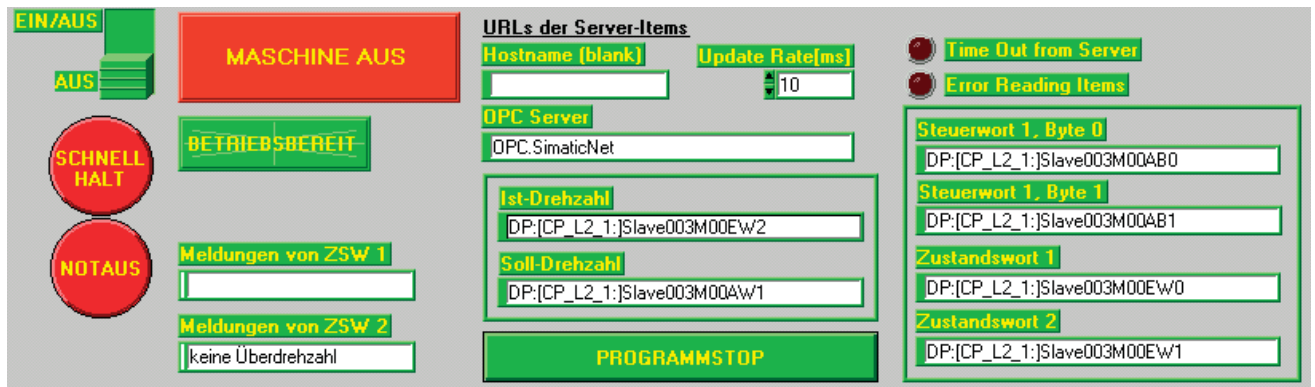 EIN/AUS
AUS
MASCHINE AUS
SCHNELL
HALT
BETRIEBSBEREIT
NOTAUS
Meldungen von ZSW 1
Meldungen von ZSW 2
keine Überdrehzahl
URLs der Server-Items
Hostname (blank)
Update Rate[ms]
10
OPC Server
OPC.SimaticNet
Ist-Drehzahl
DP:[CP_L2_1:]Slave003M00EW2
Soll-Drehzahl
DP:[CP_L2_1:]Slave003M00AW1
PROGRAMMSTOP
Time Out from Server
Error Reading Items
Steuerwort 1, Byte 0
DP:[CP_L2_1:]Slave003M00AB0
Steuerwort 1, Byte 1
DP:[CP_L2_1:]Slave003M00AB1
Zustandswort 1
DP:[CP_L2_1:]Slave003M00EW0
Zustandswort 2
DP:[CP_L2_1:]Slave003M00EW1